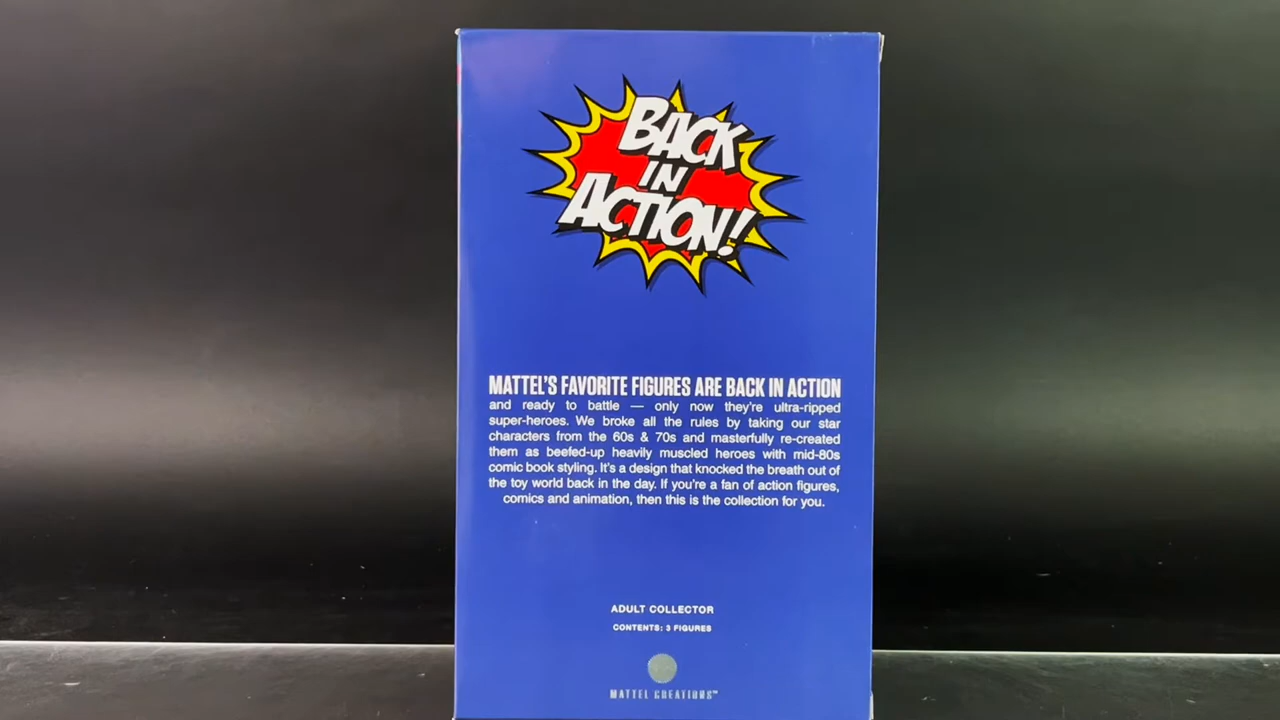 BACK
IN
ACTION!
MATTEL'S FAVORITE FIGURES ARE BACK IN ACTION
and ready to battle — only now they're ultra-ripped
super-heroes. We broke all the rules by taking our star
characters from the 60s & 70s and masterfully re-created
them as beefed-up heavily muscled heroes with mid-80s
comic book styling. It's a design that knocked the breath out of
the toy world back in the day. If you're a fan of action figures,
comics and animation, then this is the collection for you.
ADULT COLLECTOR
CONTENTS: 3 FIGURES
MATTEL CREATIONS™